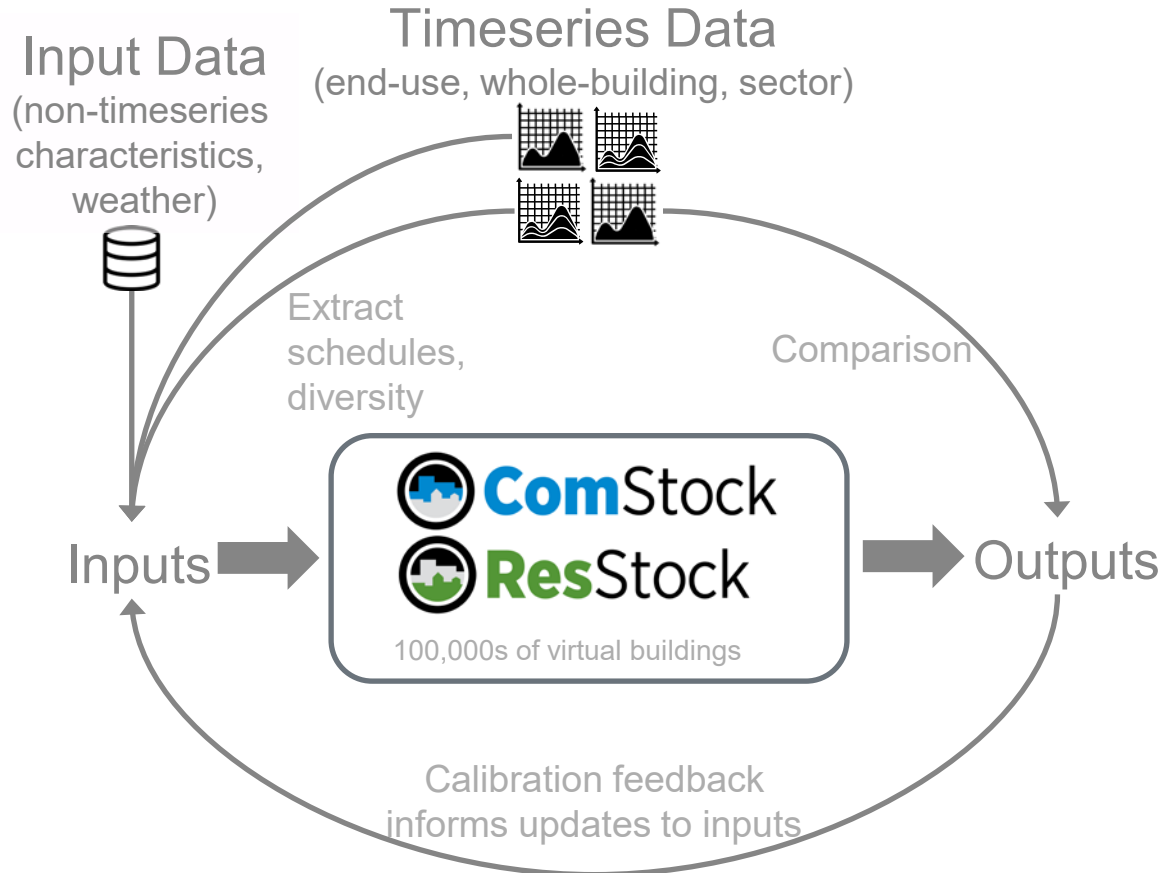 Input Data
(non-timeseries
characteristics,
weather)
Timeseries Data
(end-use, whole-building, sector)
Extract
schedules,
diversity
Comparison
Inputs
ComStock
ResStock
100,000s of virtual buildings
Outputs
Calibration feedback
informs updates to inputs